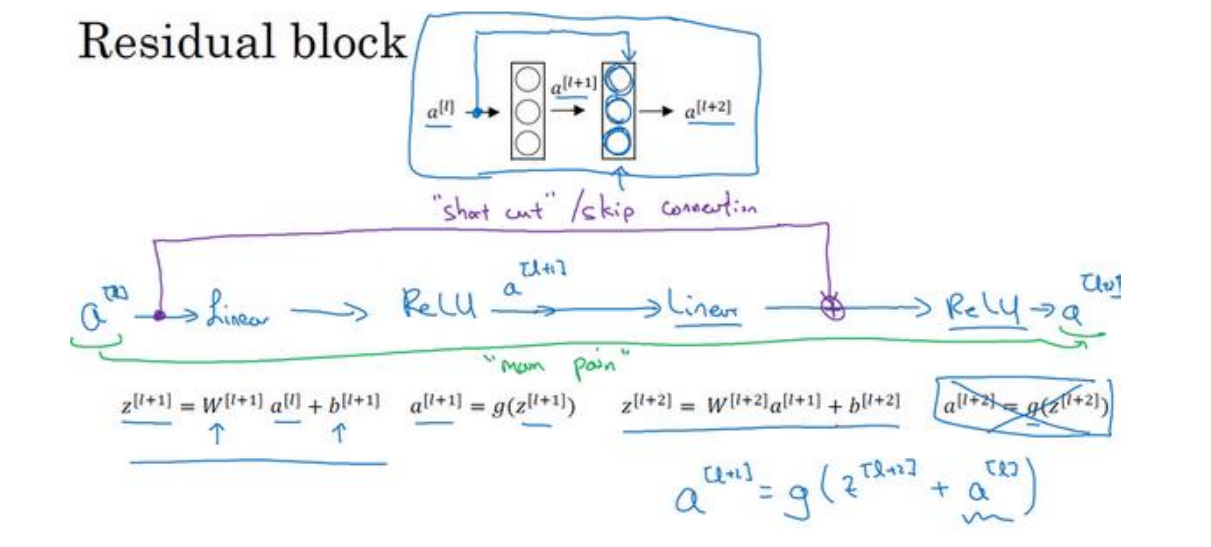 Residual block
a^[l] a^[l+1] a^[l+2]
"short cut" / skip connection
a^[l] → Linear → ReLU a^[l+1] → Linear → ReLU → a^[l+2]
"main path"
z^[l+1] = W^[l+1] a^[l] + b^[l+1] a^[l+1] = g(z^[l+1]) z^[l+2] = W^[l+2]a^[l+1] + b^[l+2] a^[l+2] = g(z^[l+2])
a^[l+2] = g(z^[l+2] + a^[l])